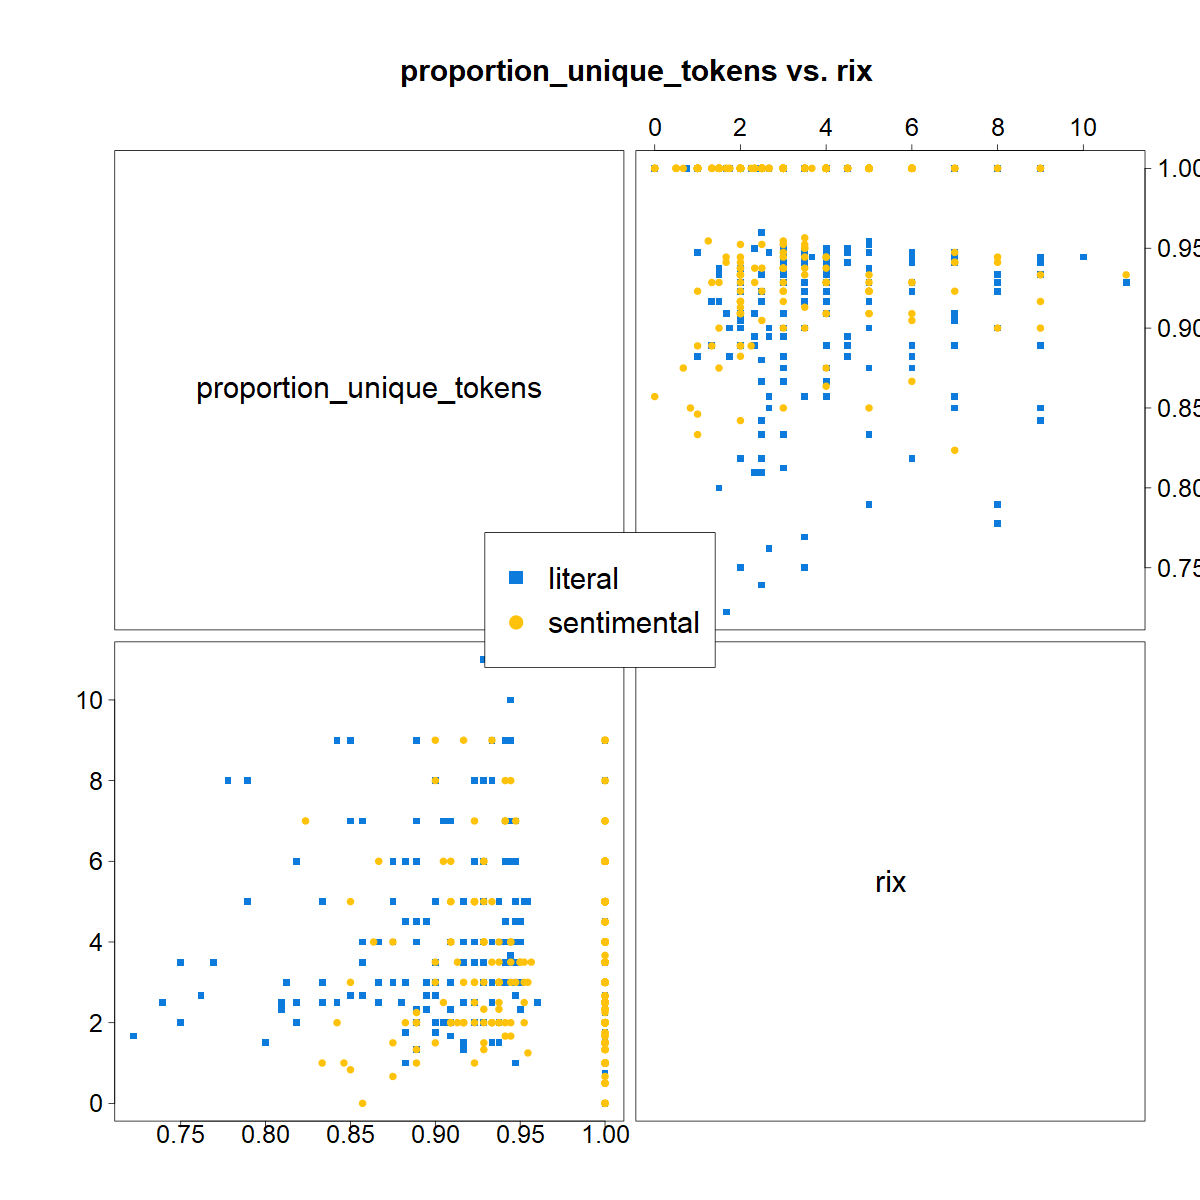 proportion_unique_tokens vs. rix
0 2 4 6 8 10
proportion_unique_tokens
1.00
0.95
0.90
0.85
0.80
0.75
literal
sentimental
10
8
6
4
2
0
rix
0.75 0.80 0.85 0.90 0.95 1.00